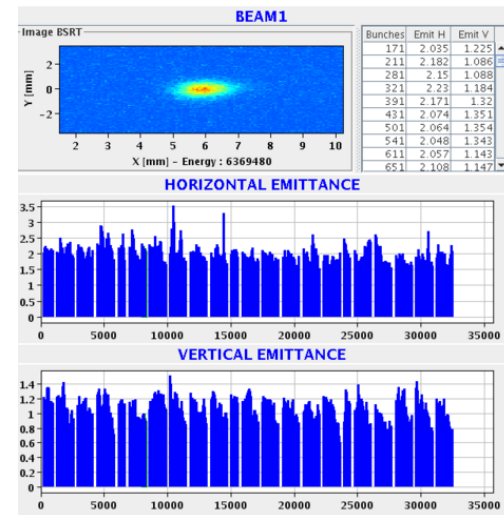 BEAM1
Image BSRT
Y [mm]
2
0
-2
2 3 4 5 6 7 8 9 10
X [mm] - Energy : 6369480
Bunches Emit H Emit V
171 2.035 1.225
211 2.182 1.086
281 2.15 1.088
321 2.23 1.184
391 2.171 1.32
431 2.074 1.351
501 2.064 1.354
541 2.048 1.343
611 2.057 1.143
651 2.108 1.147
HORIZONTAL EMITTANCE
3.5
3
2.5
2
1.5
1
0.5
0
0 5000 10000 15000 20000 25000 30000 35000
VERTICAL EMITTANCE
1.4
1.2
1
0.8
0.6
0.4
0.2
0
0 5000 10000 15000 20000 25000 30000 35000